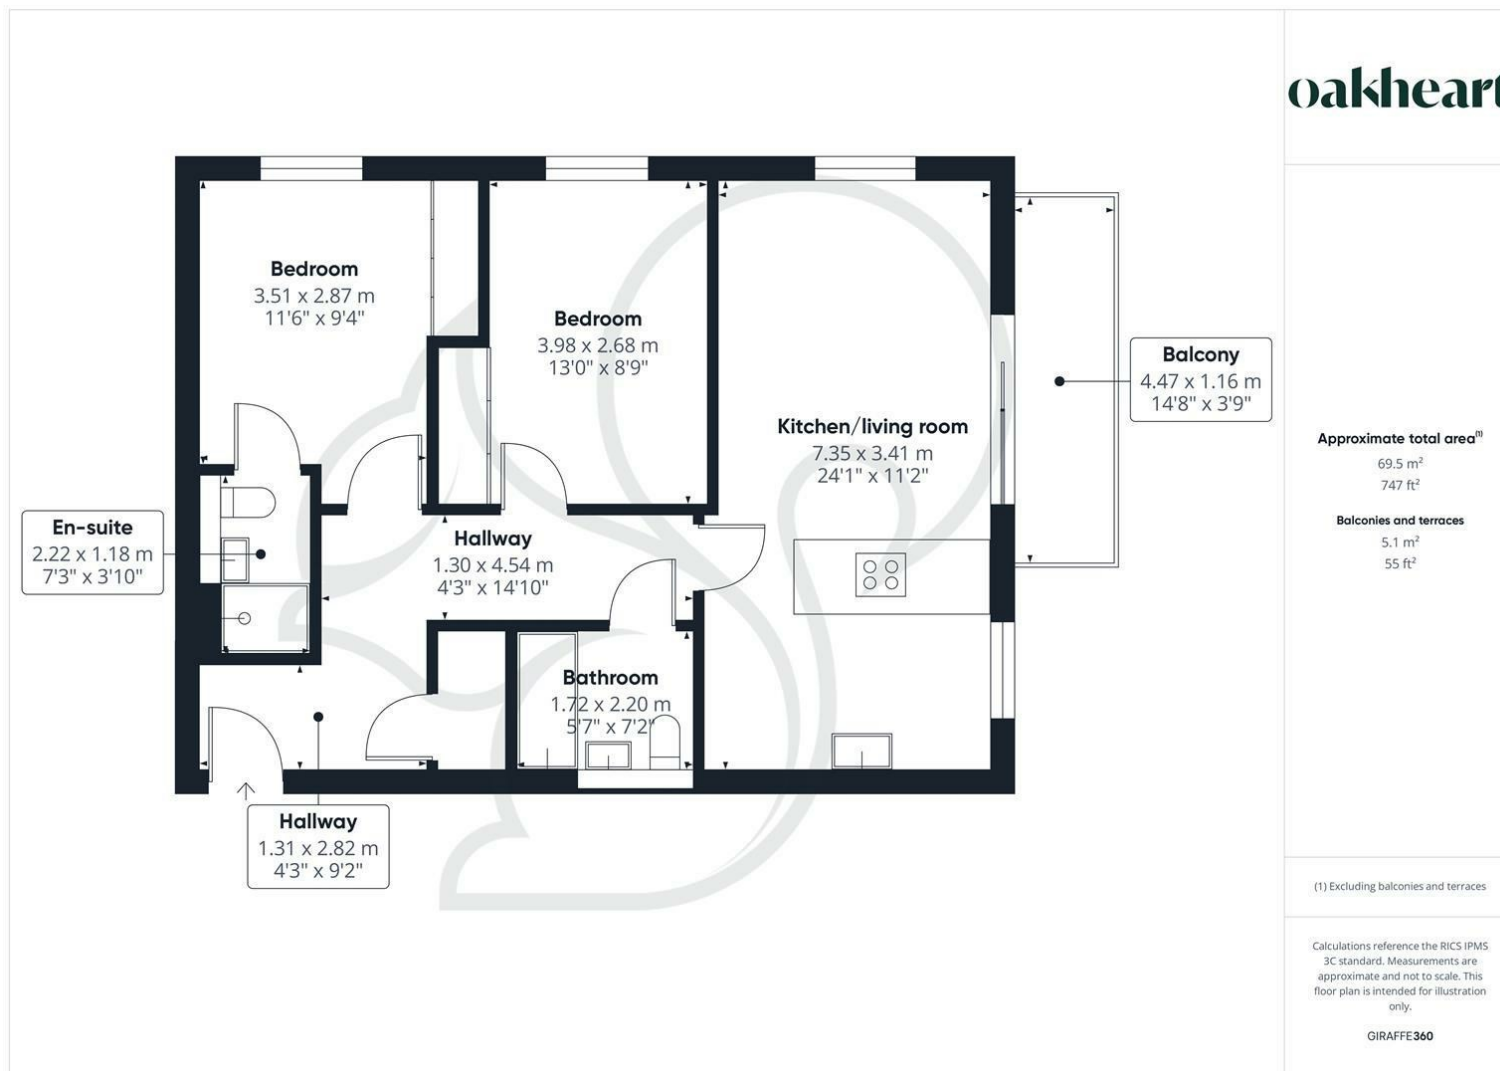 oakheart
Bedroom
3.51 x 2.87 m
11'6" x 9'4"
Bedroom
3.98 x 2.68 m
13'0" x 8'9"
Kitchen/living room
7.35 x 3.41 m
24'1" x 11'2"
Balcony
4.47 x 1.16 m
14'8" x 3'9"
En-suite
2.22 x 1.18 m
7'3" x 3'10"
Hallway
1.30 x 4.54 m
4'3" x 14'10"
Bathroom
1.72 x 2.20 m
5'7" x 7'2"
Hallway
1.31 x 2.82 m
4'3" x 9'2"
Approximate total area(1)
69.5 m²
747 ft²
Balconies and terraces
5.1 m²
55 ft²
(1) Excluding balconies and terraces
Calculations reference the RICS IPMS
3C standard. Measurements are
approximate and not to scale. This
floor plan is intended for illustration
only.
GIRAFFE360